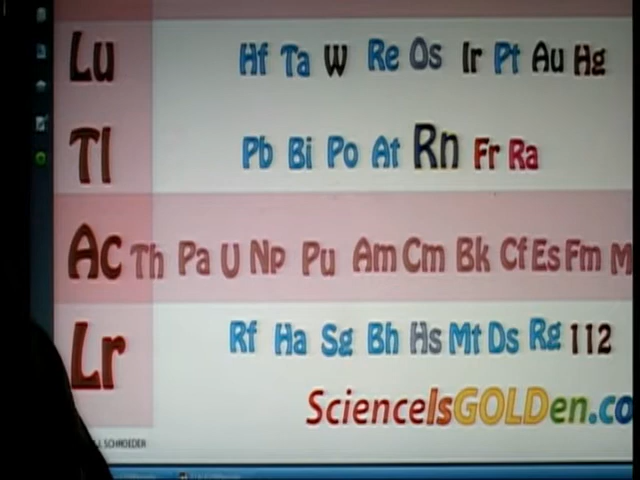 Lu Hf Ta W Re Os Ir Pt Au Hg
Tl Pb Bi Po At Rn Fr Ra
Ac Th Pa U Np Pu Am Cm Bk Cf Es Fm M
Lr Rf Ha Sg Bh Hs Mt Ds Rg 112
ScienceIsGOLDen.co
J. SCHROEDER